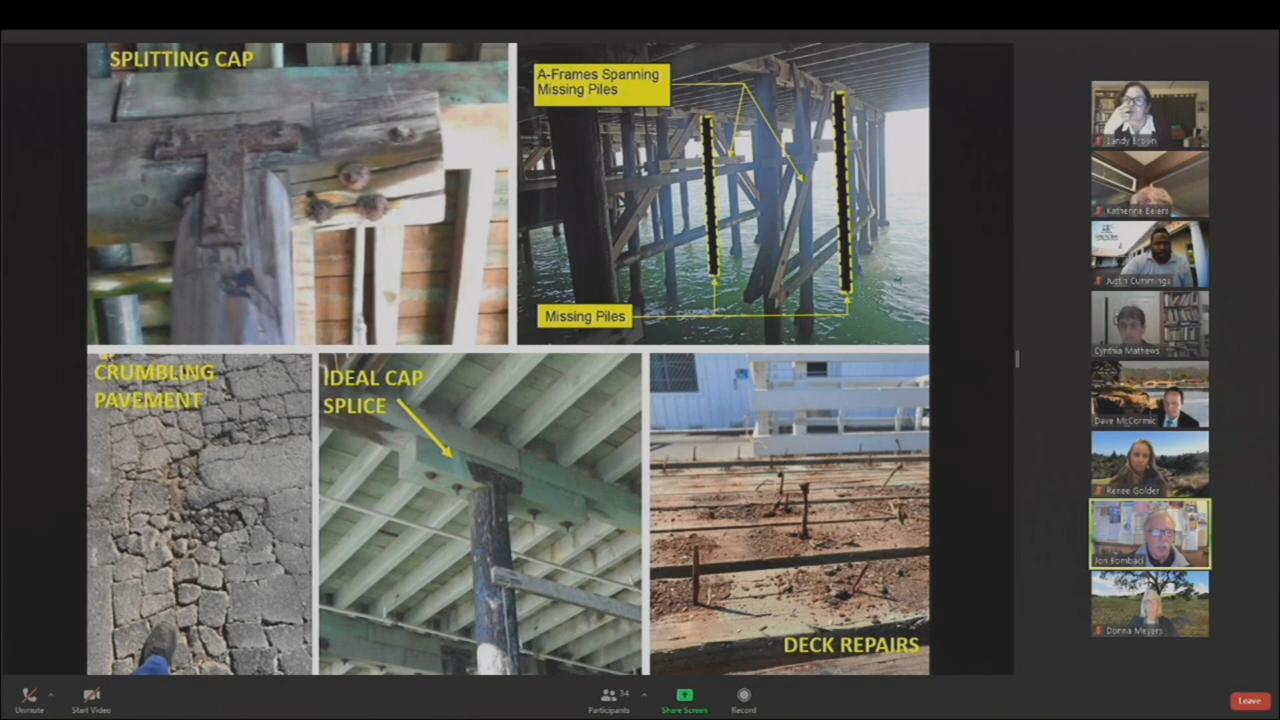 SPLITTING CAP
A-Frames Spanning
Missing Piles
Missing Piles
CRUMBLING
PAVEMENT
IDEAL CAP
SPLICE
DECK REPAIRS
Sandy Brown
Katherine Beiers
Justin Cummings
Cynthia Mathews
Dave McCormic
Renee Golder
Jon Bombaci
Donna Meyers
Unmute
Start Video
34
Participants
Share Screen
Record
Leave